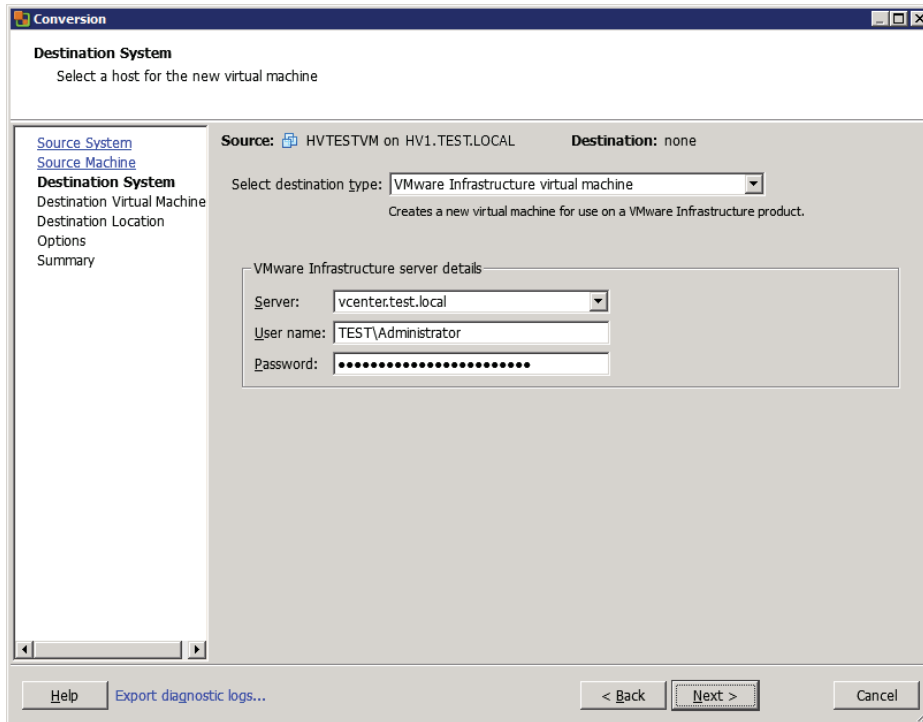 Conversion
Destination System
Select a host for the new virtual machine
Source System
Source Machine
Destination System
Destination Virtual Machine
Destination Location
Options
Summary
Source: HVTESTVM on HV1.TEST.LOCAL Destination: none
Select destination type: VMware Infrastructure virtual machine
Creates a new virtual machine for use on a VMware Infrastructure product.
VMware Infrastructure server details
Server: vcenter.test.local
User name: TEST\Administrator
Password: ●●●●●●●●●●●●●●●●●●●●●●●●
Help Export diagnostic logs... < Back Next > Cancel